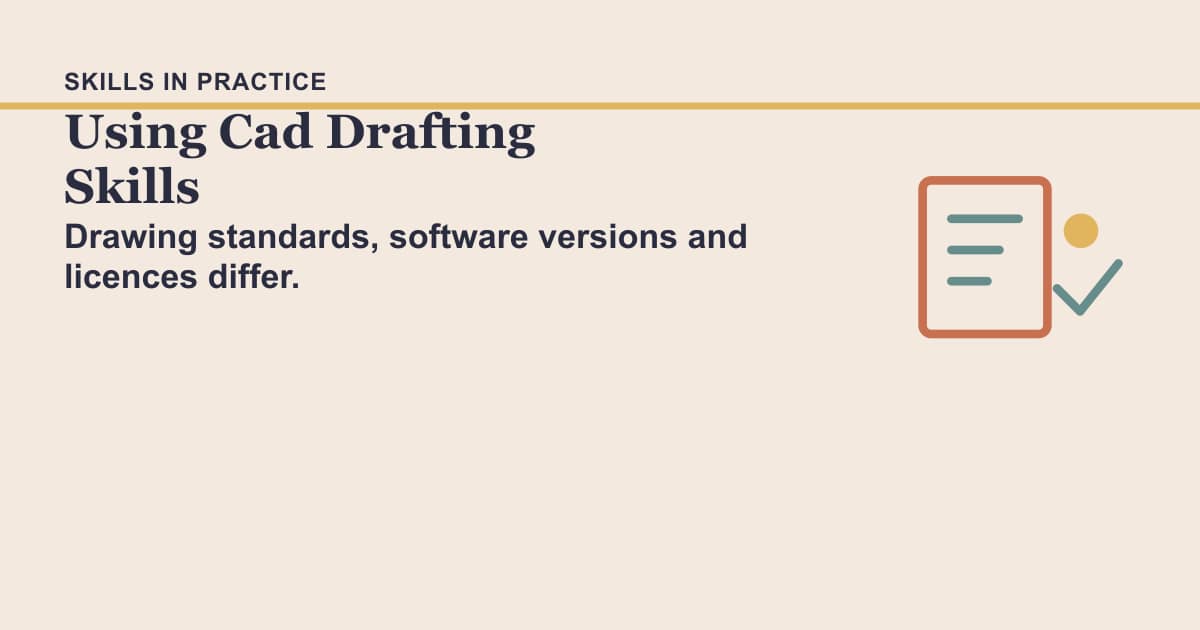 SKILLS IN PRACTICE
Using Cad Drafting
Skills
Drawing standards, software versions and
licences differ.